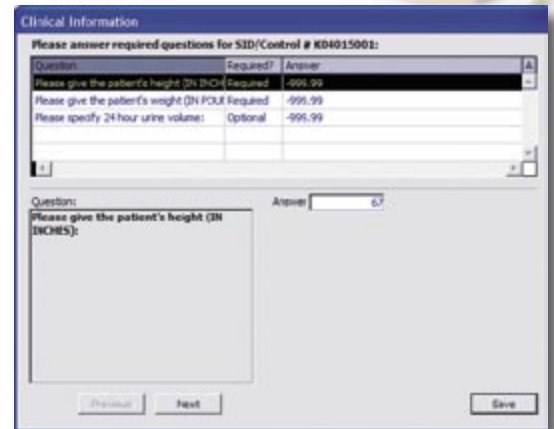 Clinical Information
Please answer required questions for SID/Control # K04015001:
Question Required? Answer A
Please give the patient's height (IN INCH Required -999.99
Please give the patient's weight (IN POU Required -999.99
Please specify 24 hour urine volume: Optional -999.99
Question: Answer 67
Please give the patient's height (IN
INCHES):
Previous Next Save